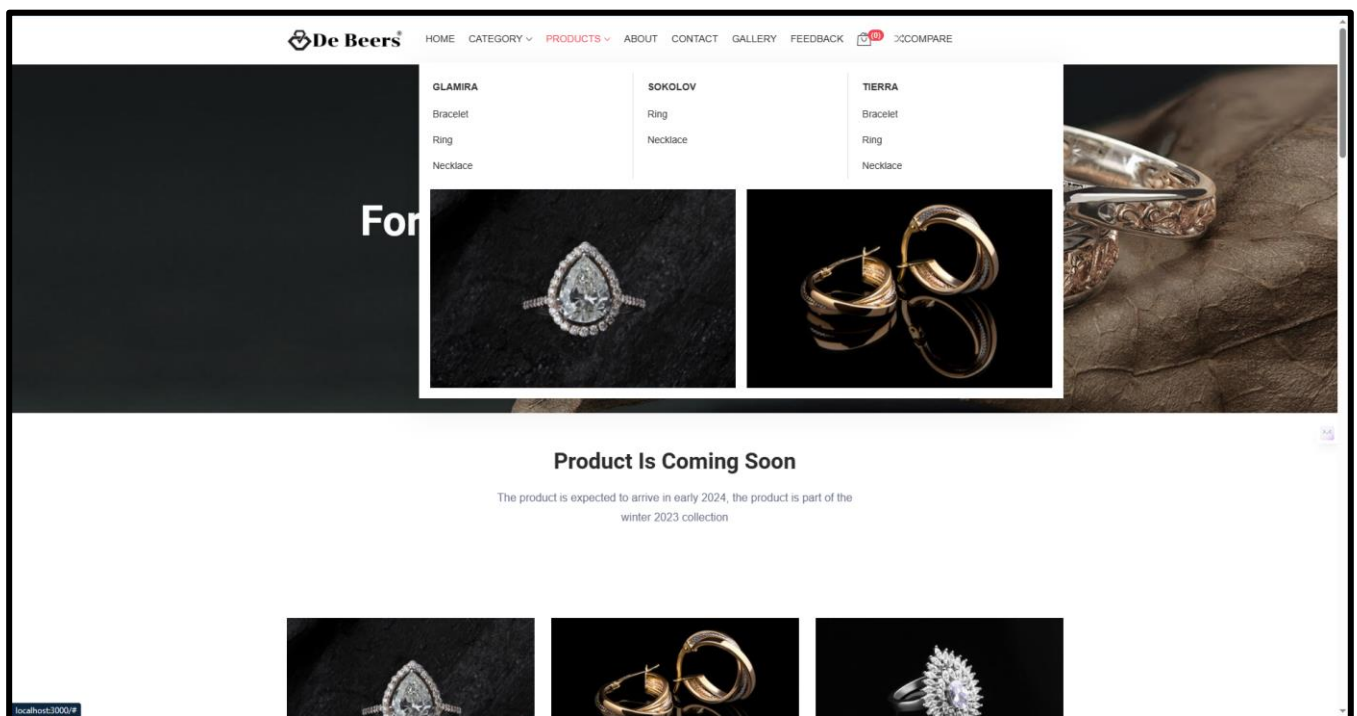 De Beers®
HOME CATEGORY PRODUCTS ABOUT CONTACT GALLERY FEEDBACK (0) COMPARE
GLAMIRA
Bracelet
Ring
Necklace
SOKOLOV
Ring
Necklace
TIERRA
Bracelet
Ring
Necklace
For
Product Is Coming Soon
The product is expected to arrive in early 2024, the product is part of the
winter 2023 collection
localhost:3000/#